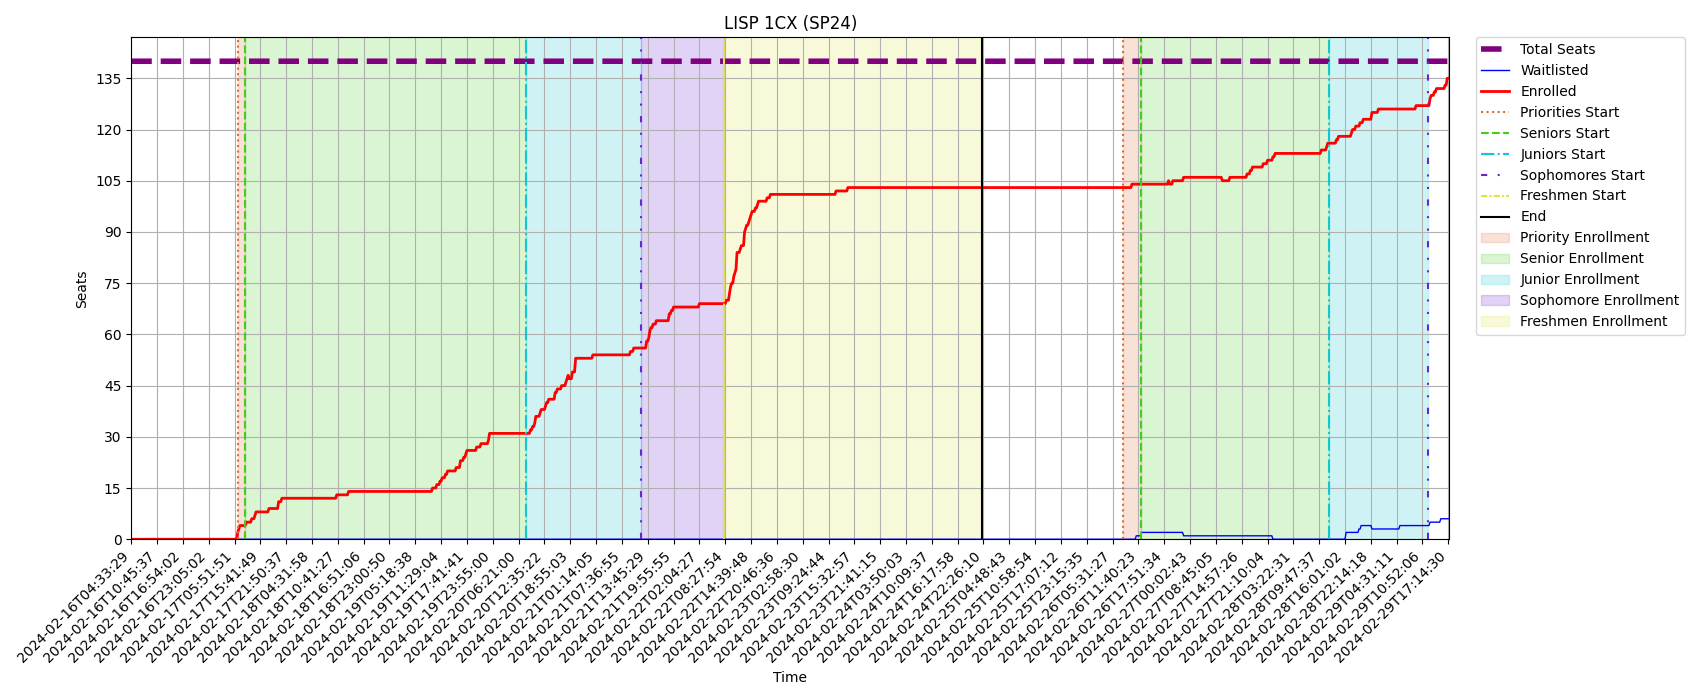 LISP 1CX (SP24)
Total Seats
Waitlisted
Enrolled
Priorities Start
Seniors Start
Juniors Start
Sophomores Start
Freshmen Start
End
Priority Enrollment
Senior Enrollment
Junior Enrollment
Sophomore Enrollment
Freshmen Enrollment
Seats
135
120
105
90
75
60
45
30
15
0
2024-02-16T04:33:29
2024-02-16T10:45:37
2024-02-16T16:54:02
2024-02-16T23:05:02
2024-02-17T05:51:51
2024-02-17T15:41:49
2024-02-17T21:50:37
2024-02-18T04:31:58
2024-02-18T10:41:27
2024-02-18T16:51:06
2024-02-18T23:00:50
2024-02-19T05:18:39
2024-02-19T11:29:04
2024-02-19T17:41:41
2024-02-19T23:55:00
2024-02-20T06:21:00
2024-02-20T12:35:22
2024-02-20T18:55:03
2024-02-21T01:14:05
2024-02-21T07:36:55
2024-02-21T13:45:29
2024-02-21T19:55:55
2024-02-22T02:04:27
2024-02-22T08:27:54
2024-02-22T14:39:48
2024-02-22T20:46:36
2024-02-23T02:58:30
2024-02-23T09:24:44
2024-02-23T15:32:57
2024-02-23T21:41:15
2024-02-24T03:50:03
2024-02-24T10:09:37
2024-02-24T16:17:58
2024-02-24T22:26:10
2024-02-25T04:48:43
2024-02-25T10:58:54
2024-02-25T17:07:12
2024-02-25T23:15:35
2024-02-26T05:31:27
2024-02-26T11:40:23
2024-02-26T17:51:34
2024-02-27T00:02:43
2024-02-27T08:45:05
2024-02-27T14:57:26
2024-02-27T21:10:04
2024-02-28T03:22:31
2024-02-28T09:47:37
2024-02-28T16:01:02
2024-02-28T22:14:18
2024-02-29T04:31:11
2024-02-29T10:52:06
2024-02-29T17:14:30
Time